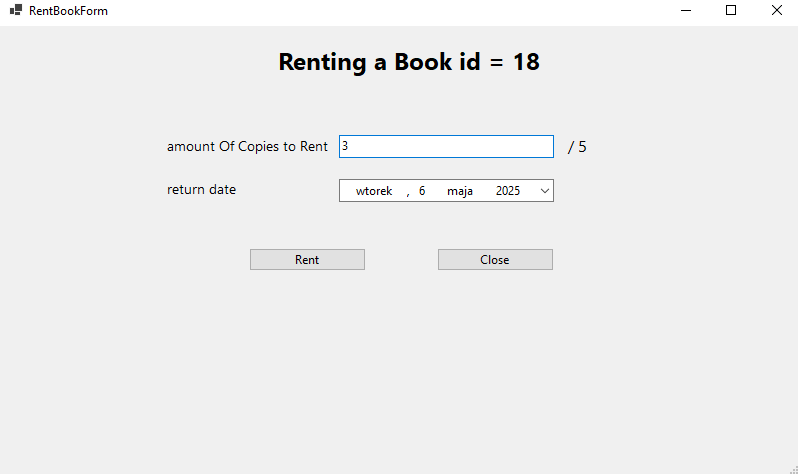 RentBookForm
Renting a Book id = 18
amount Of Copies to Rent 3 / 5
return date wtorek , 6 maja 2025
Rent Close